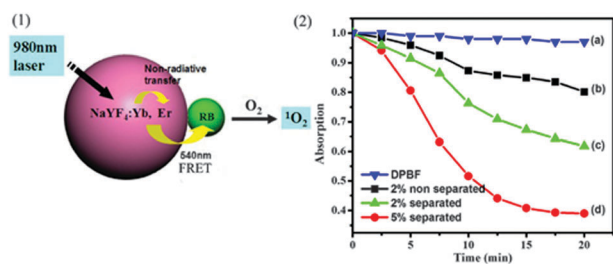 (1)
980nm
laser
Non-radiative
transfer
NaYF₄:Yb, Er
RB
O₂
¹O₂
540nm
FRET
(2)
Absorption
1.0
0.9
0.8
0.7
0.6
0.5
0.4
(a)
(b)
(c)
(d)
DPBF
2% non separated
2% separated
5% separated
0 5 10 15 20
Time (min)